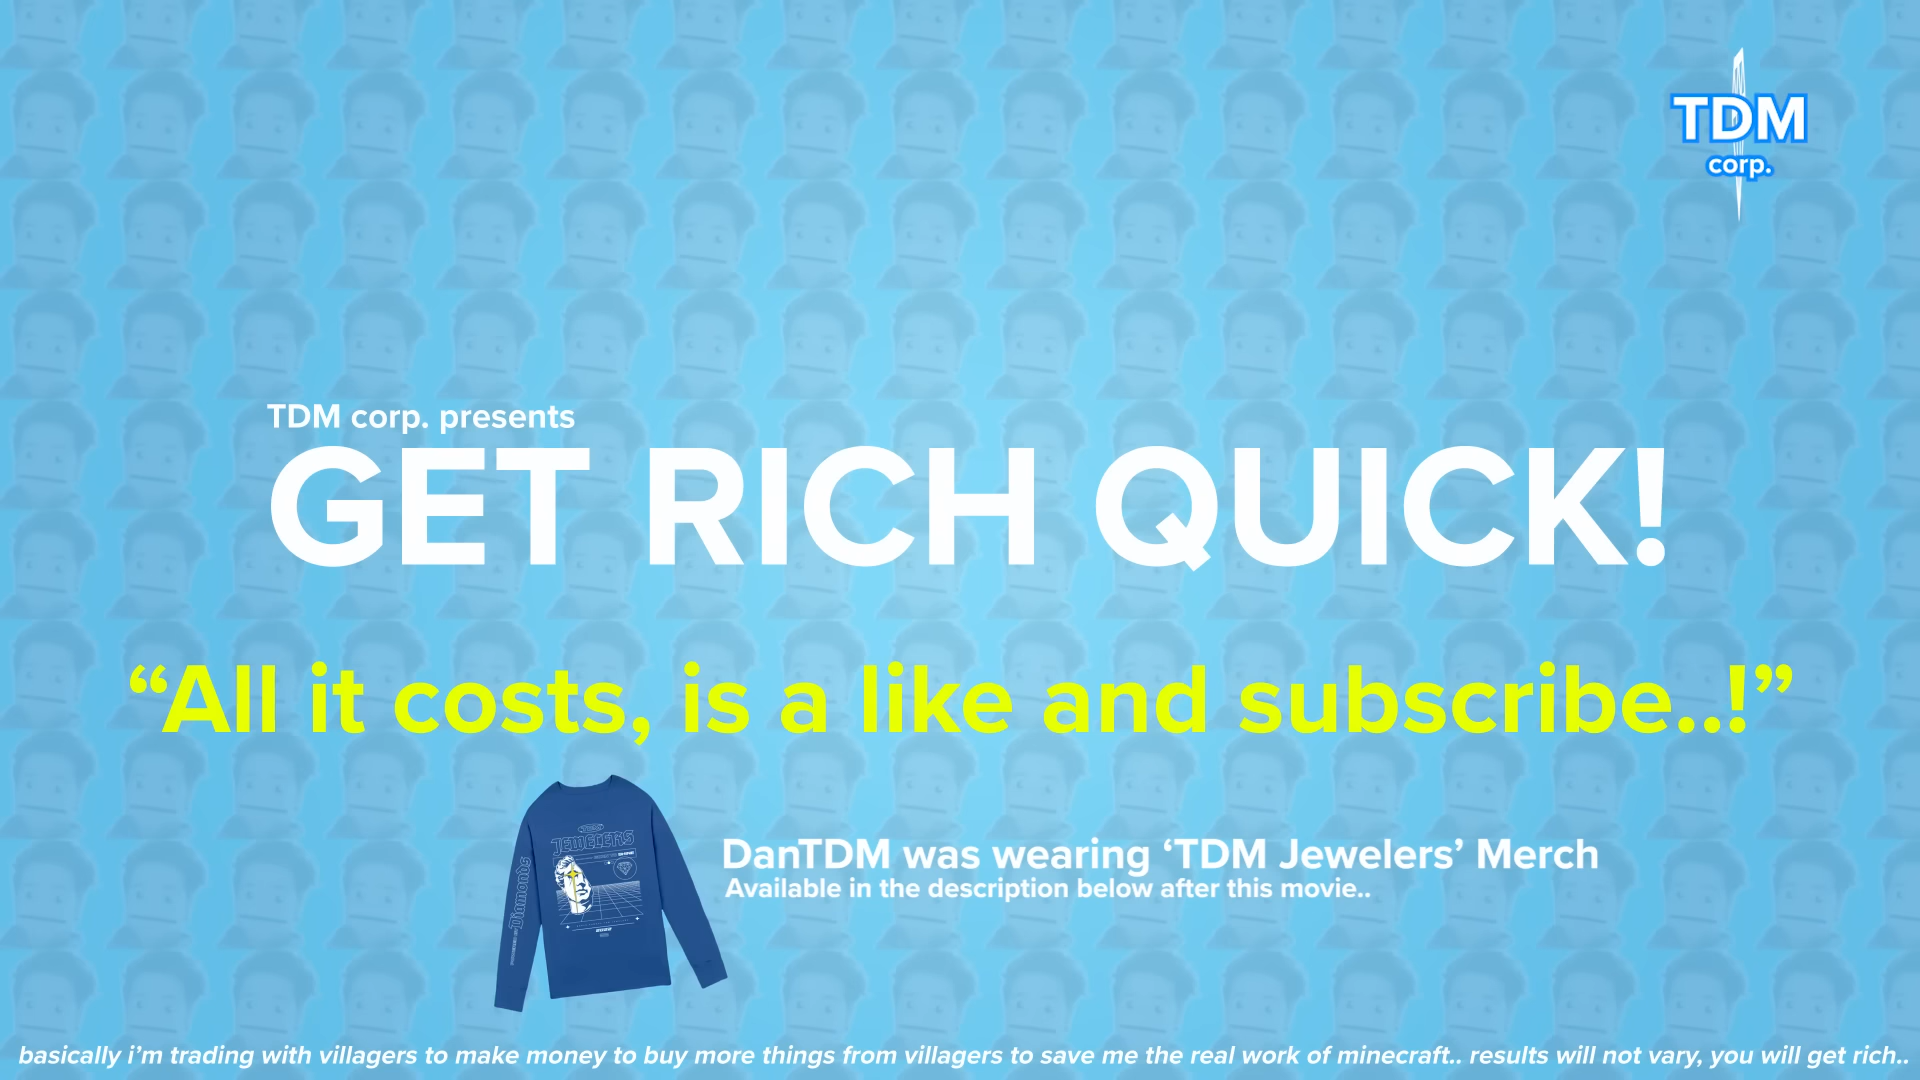 TDM
corp.
TDM corp. presents
GET RICH QUICK!
“All it costs, is a like and subscribe..!”
JEWELERS
Diamonds
DanTDM was wearing ‘TDM Jewelers’ Merch
Available in the description below after this movie..
basically i’m trading with villagers to make money to buy more things from villagers to save me the real work of minecraft.. results will not vary, you will get rich..